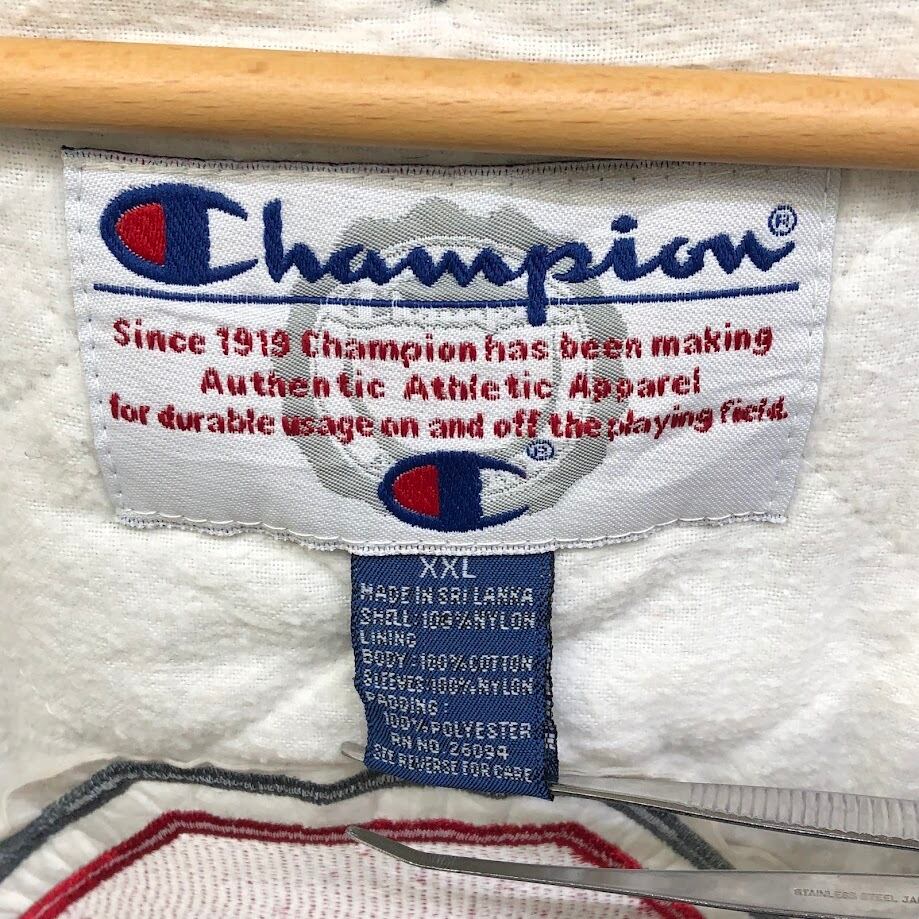 Champion®
Since 1919 Champion has been making
Authentic Athletic Apparel
for durable usage on and off the playing field.
®
XXL
MADE IN SRI LANKA
SHELL: 100% NYLON
LINING
BODY: 100% COTTON
SLEEVES 100% NYLON
PADDING:
100% POLYESTER
RN NO 26094
SEE REVERSE FOR CARE
STAINLESS STEEL